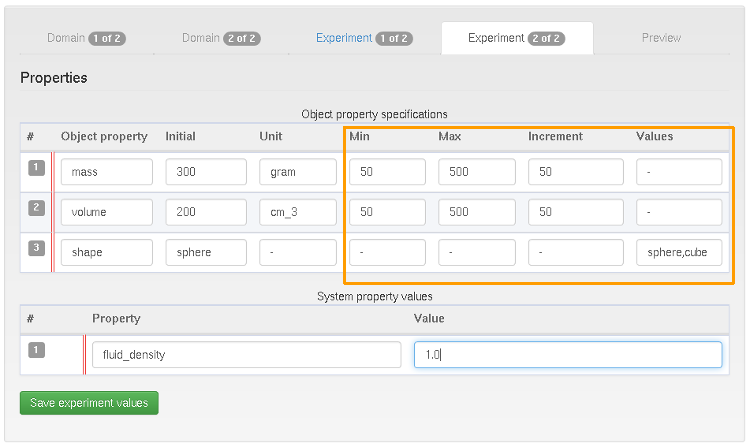 Domain 1 of 2 Domain 2 of 2 Experiment 1 of 2 Experiment 2 of 2 Preview
Properties
Object property specifications
# Object property Initial Unit Min Max Increment Values
1 mass 300 gram 50 500 50 -
2 volume 200 cm_3 50 500 50 -
3 shape sphere - - - - sphere,cube
System property values
# Property Value
1 fluid_density 1.0
Save experiment values